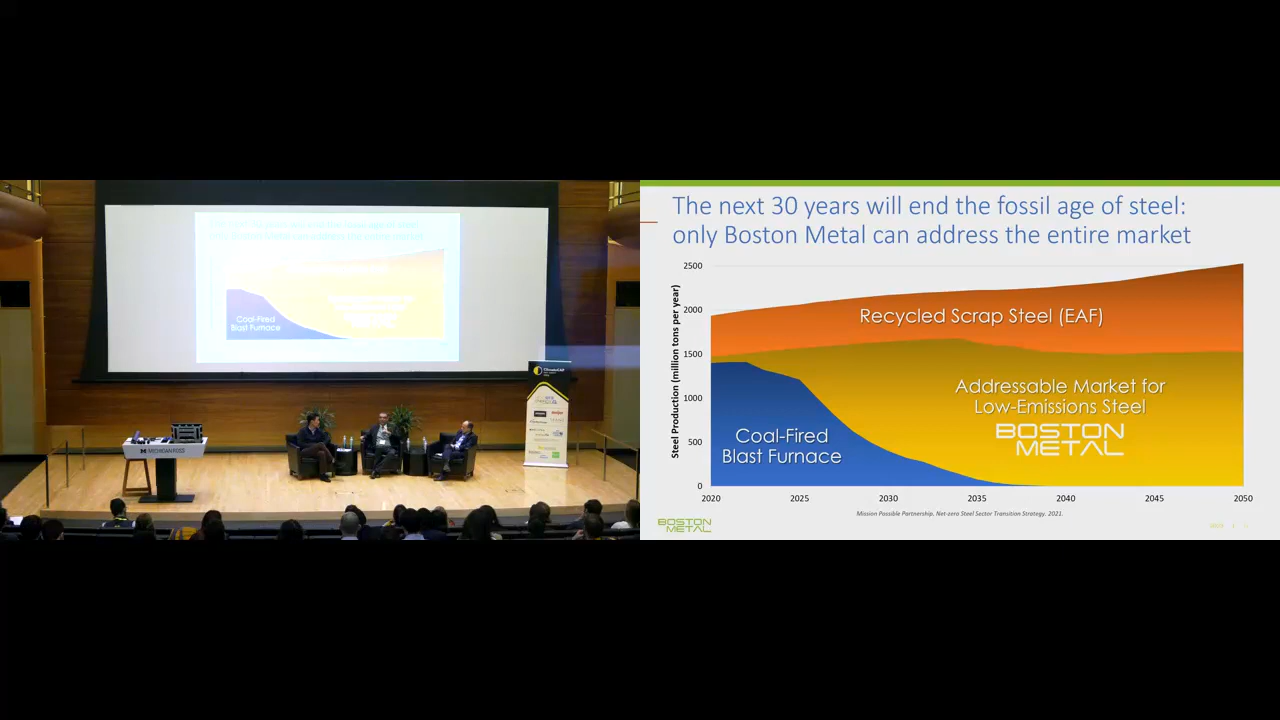 Coal-Fired
Blast Furnace
MICHIGAN ROSS
The next 30 years will end the fossil age of steel:
only Boston Metal can address the entire market
Steel Production (million tons per year)
2500
2000
1500
1000
500
0
Recycled Scrap Steel (EAF)
Addressable Market for
Low-Emissions Steel
BOSTON
METAL
Coal-Fired
Blast Furnace
2020 2025 2030 2035 2040 2045 2050
Mission Possible Partnership. Net-zero Steel Sector Transition Strategy. 2021.
BOSTON
METAL